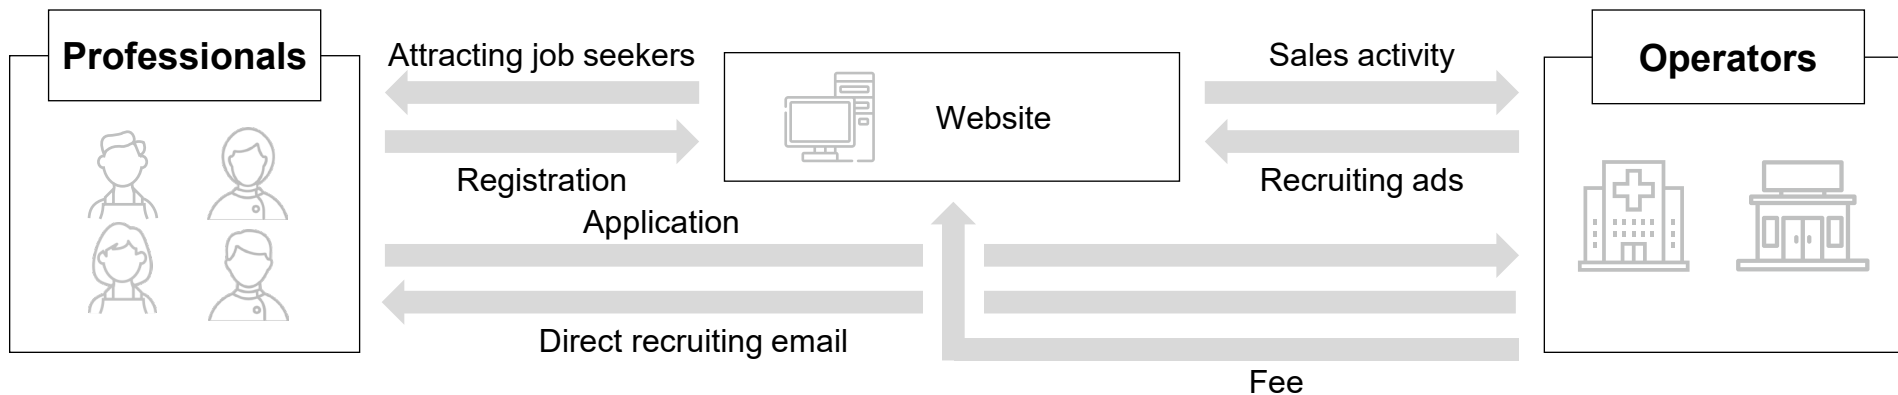 Professionals
Attracting job seekers
Sales activity
Operators
Website
Registration
Recruiting ads
Application
Direct recruiting email
Fee